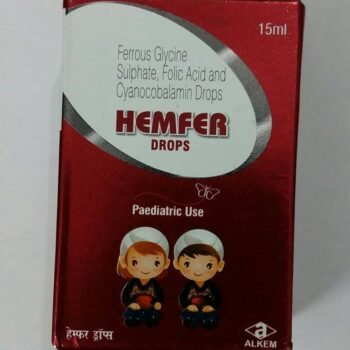 15ml
Ferrous Glycine
Sulphate, Folic Acid and
Cyanocobalamin Drops
HEMFER
DROPS
Paediatric Use
हेम्फर ड्रॉप्स
a
ALKEM